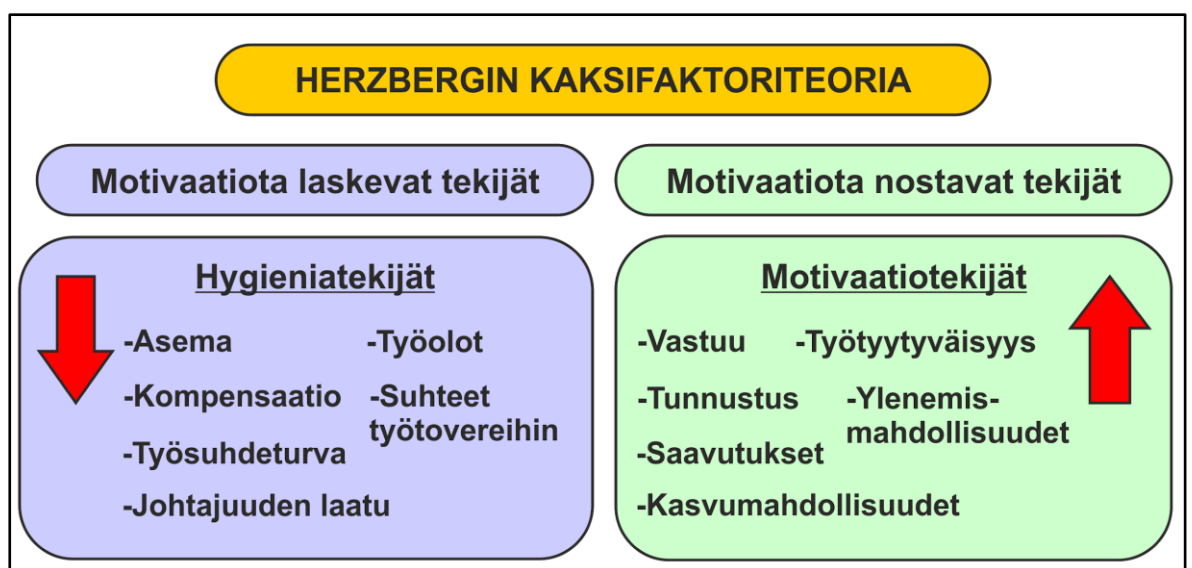 HERZBERGIN KAKSIFAKTORITEORIA
Motivaatiota laskevat tekijät
Hygieniatekijät
-Asema
-Työolot
-Kompensaatio
-Suhteet
työtovereihin
-Työsuhdeturva
-Johtajuuden laatu
Motivaatiota nostavat tekijät
Motivaatiotekijät
-Vastuu
-Työtyytyväisyys
-Tunnustus
-Ylenemis-
mahdollisuudet
-Saavutukset
-Kasvumahdollisuudet